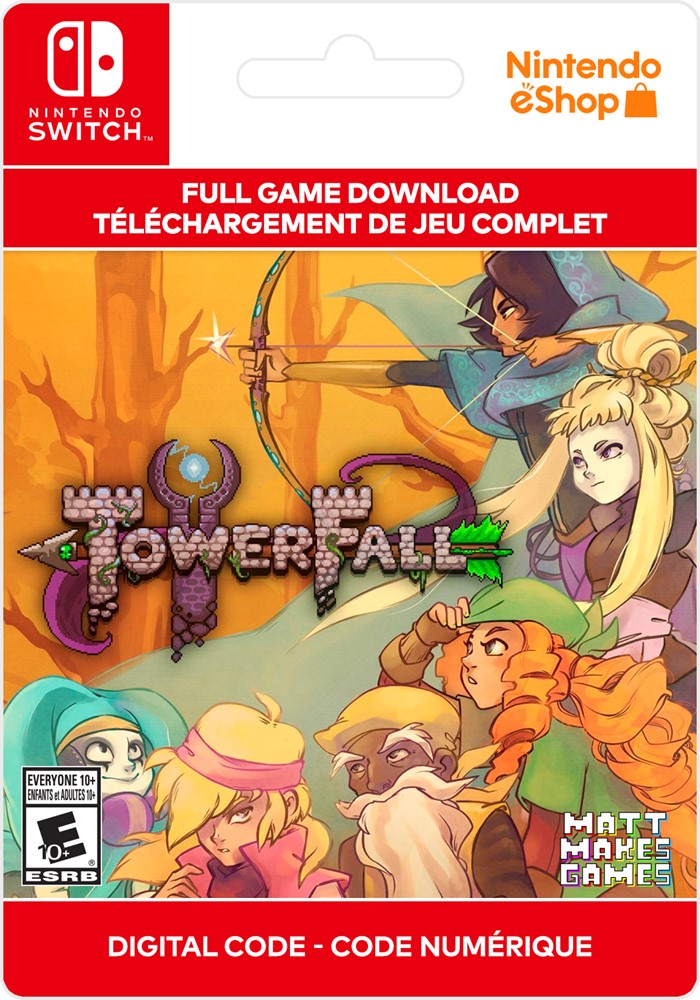 NINTENDO
SWITCH™
Nintendo
eShop
FULL GAME DOWNLOAD
TÉLÉCHARGEMENT DE JEU COMPLET
TOWERFALL
EVERYONE 10+
ENFANTS et ADULTES 10+
E
10+
®
ESRB
MATT
MAKES
GAMES
DIGITAL CODE - CODE NUMÉRIQUE